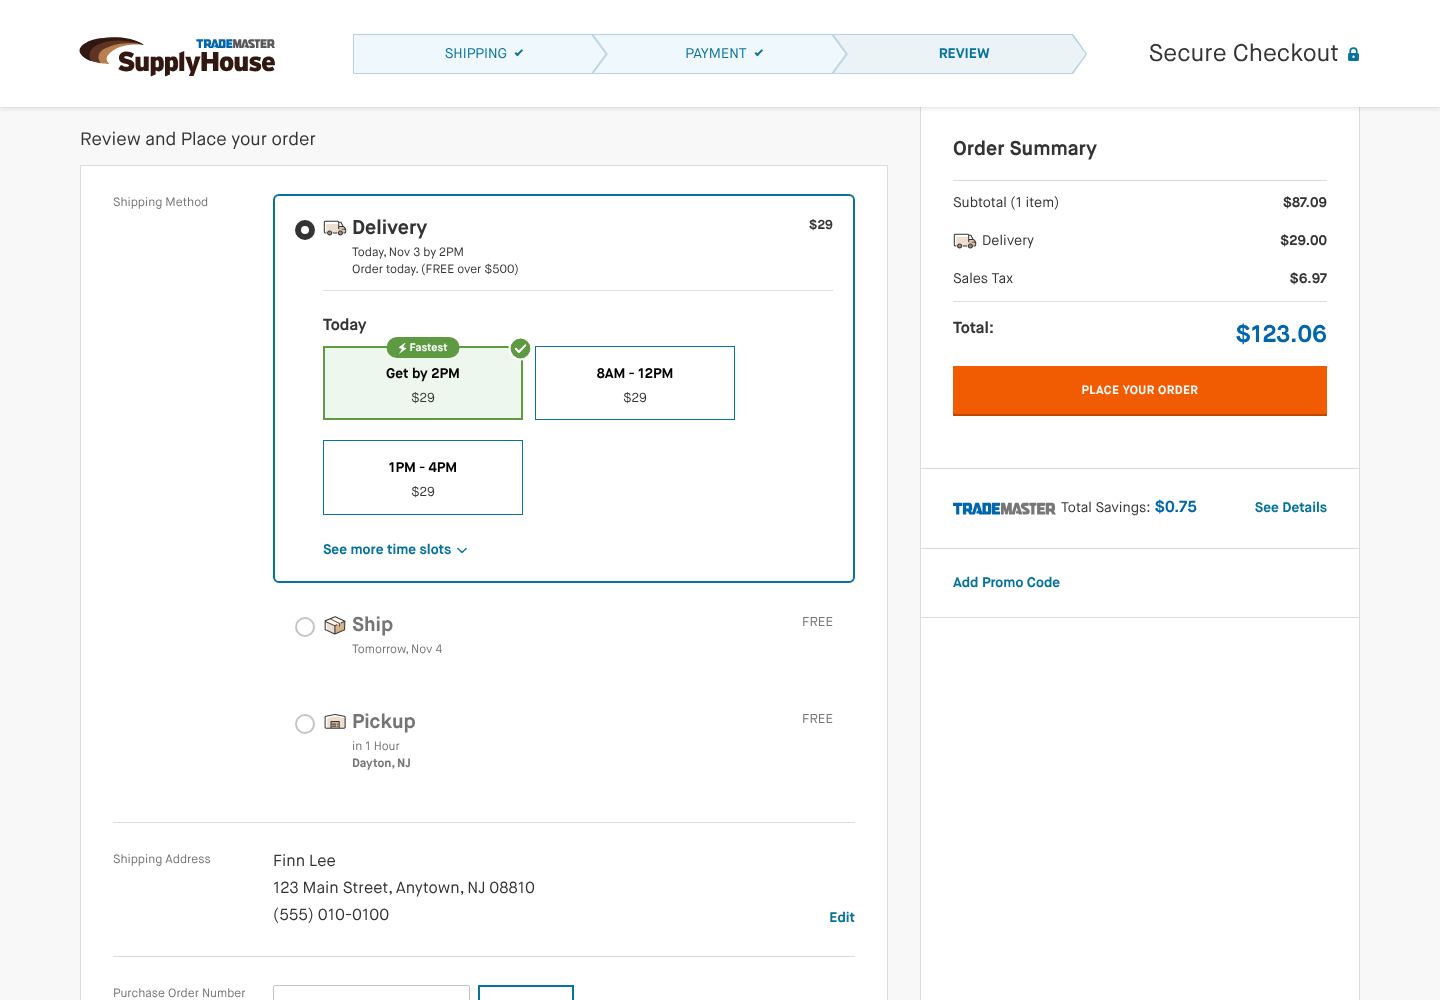 TRADEMASTER
SupplyHouse
SHIPPING
PAYMENT
REVIEW
Secure Checkout
Review and Place your order
Shipping Method
Delivery
$29
Today, Nov 3 by 2PM
Order today. (FREE over $500)
Today
Fastest
Get by 2PM
$29
8AM - 12PM
$29
1PM - 4PM
$29
See more time slots
Ship
FREE
Tomorrow, Nov 4
Pickup
FREE
in 1 Hour
Dayton, NJ
Shipping Address
Finn Lee
123 Main Street, Anytown, NJ 08810
(555) 010-0100
Edit
Purchase Order Number
Order Summary
Subtotal (1 item) $87.09
Delivery $29.00
Sales Tax $6.97
Total: $123.06
PLACE YOUR ORDER
TRADEMASTER Total Savings: $0.75 See Details
Add Promo Code